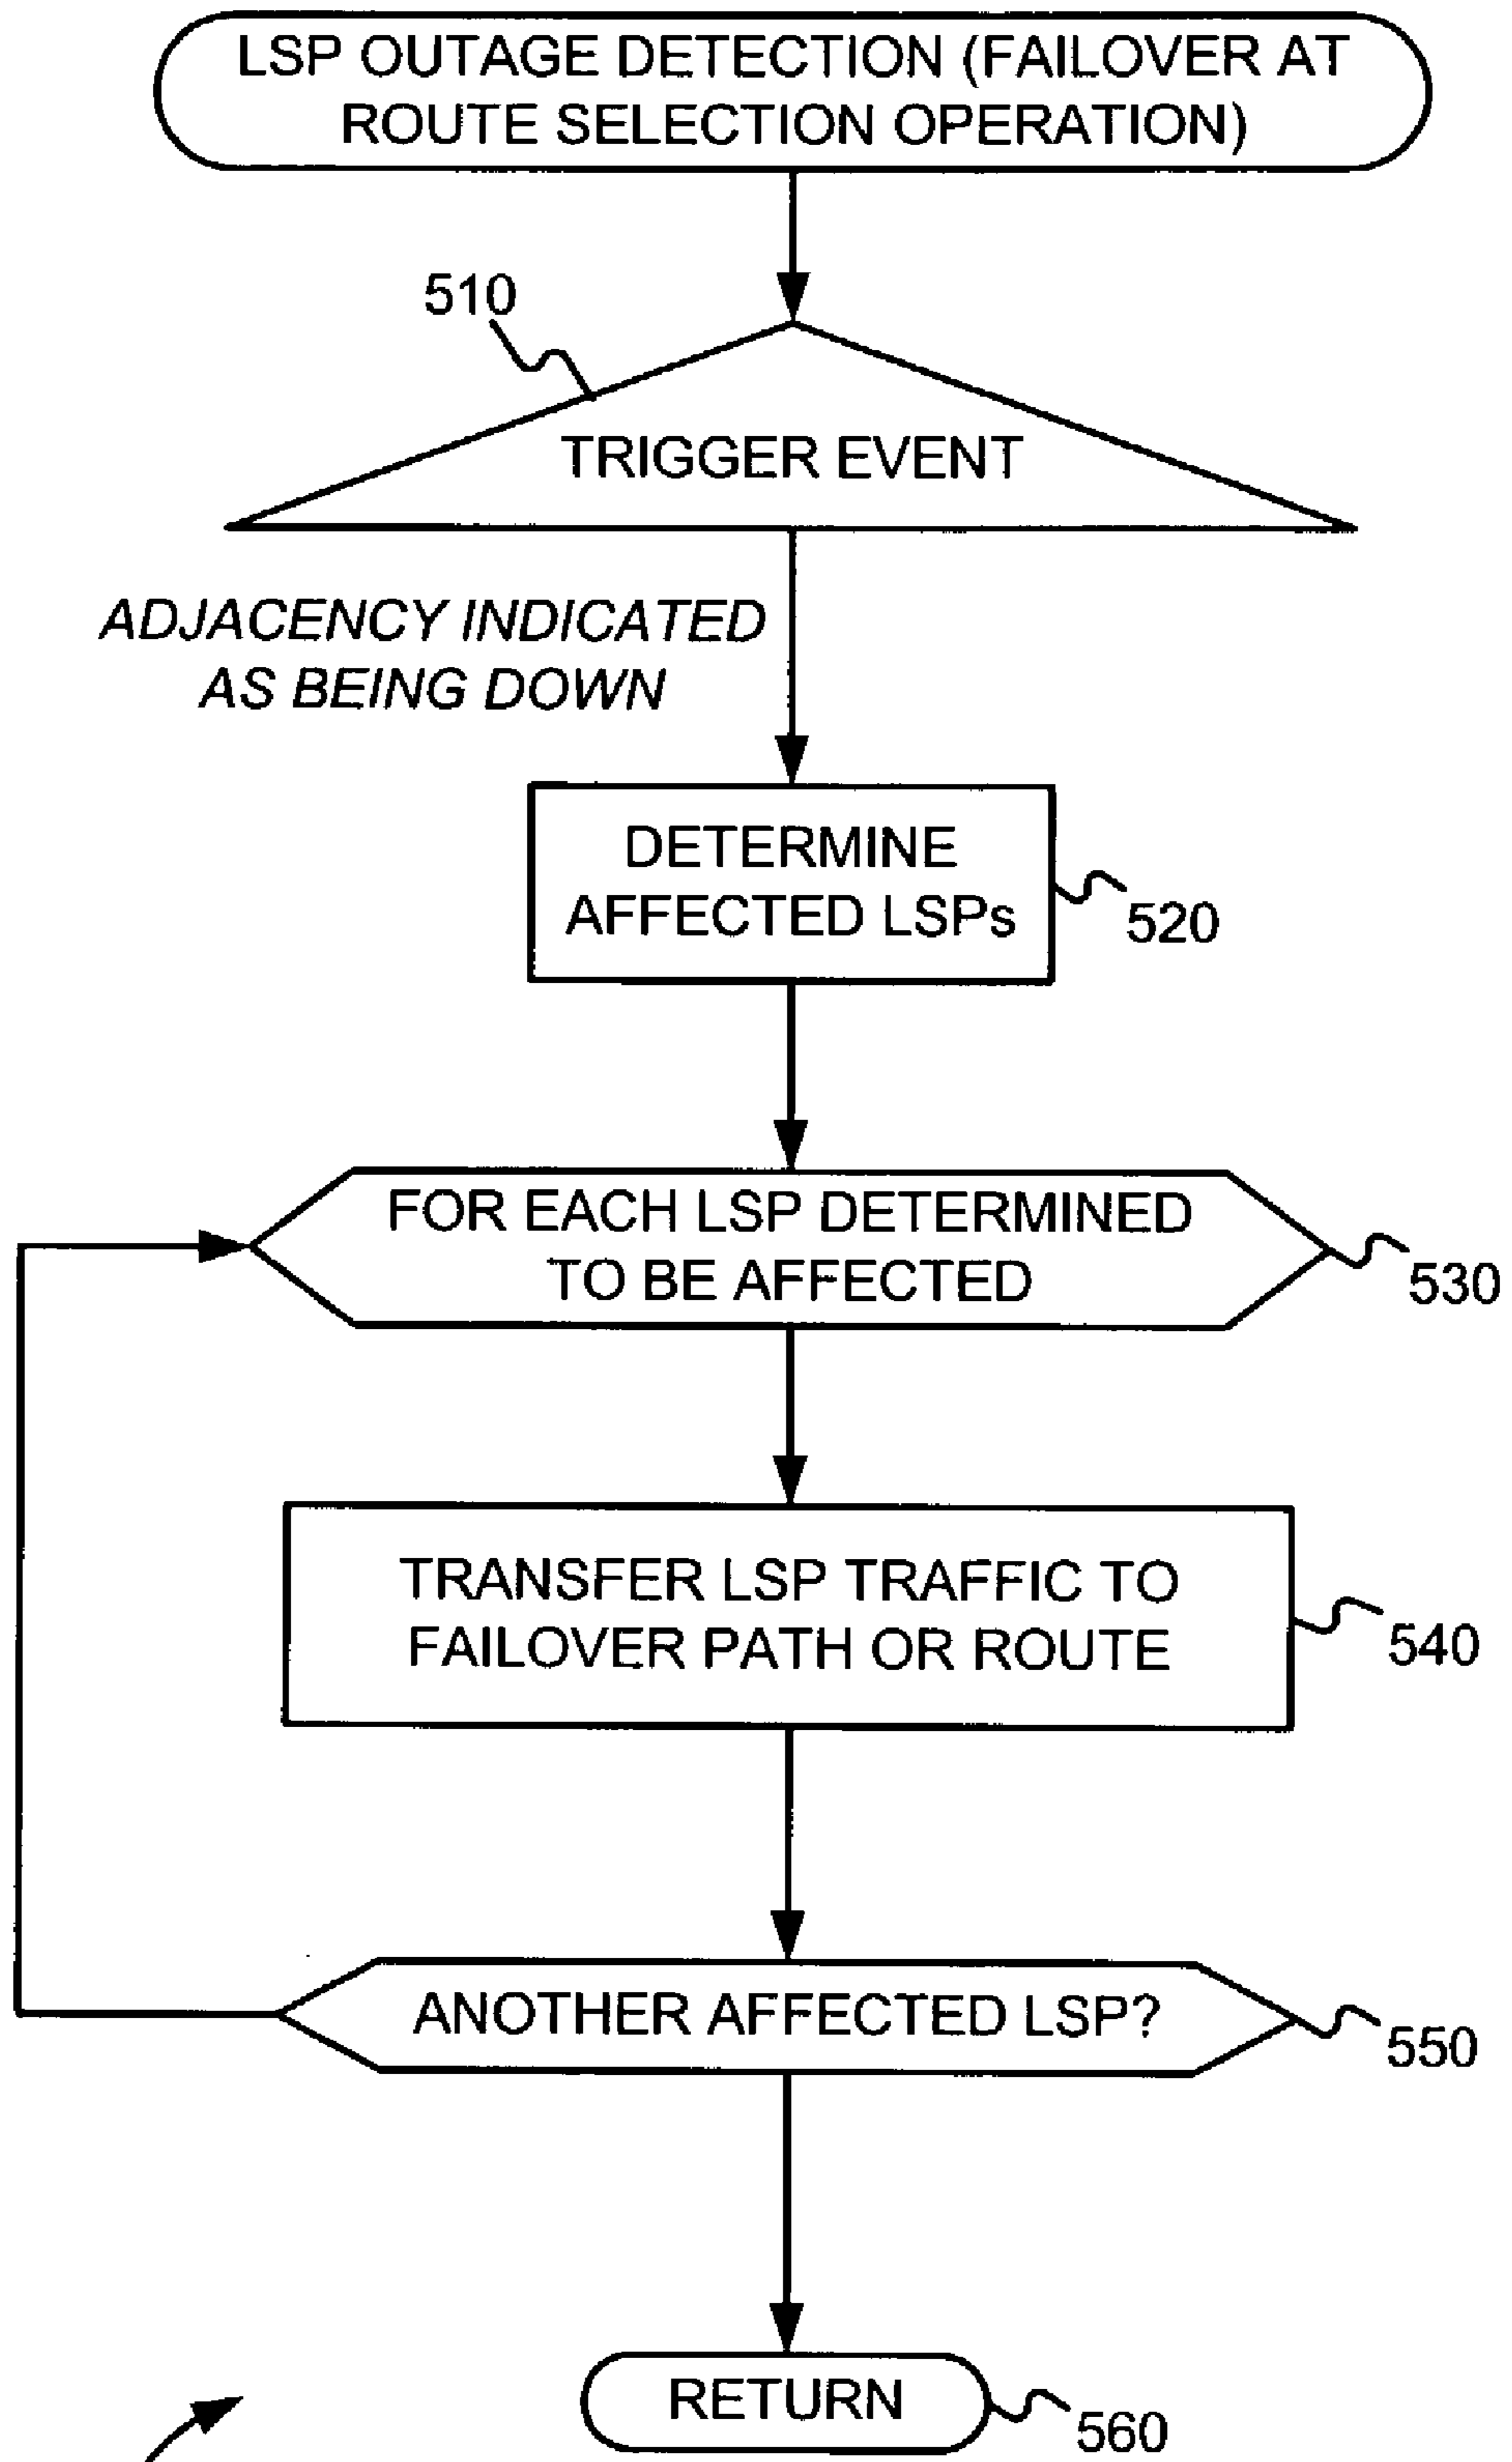 LSP OUTAGE DETECTION (FAILOVER AT
ROUTE SELECTION OPERATION)
510
TRIGGER EVENT
ADJACENCY INDICATED
AS BEING DOWN
DETERMINE
AFFECTED LSPs
520
FOR EACH LSP DETERMINED
TO BE AFFECTED
530
TRANSFER LSP TRAFFIC TO
FAILOVER PATH OR ROUTE
540
ANOTHER AFFECTED LSP?
550
RETURN
560